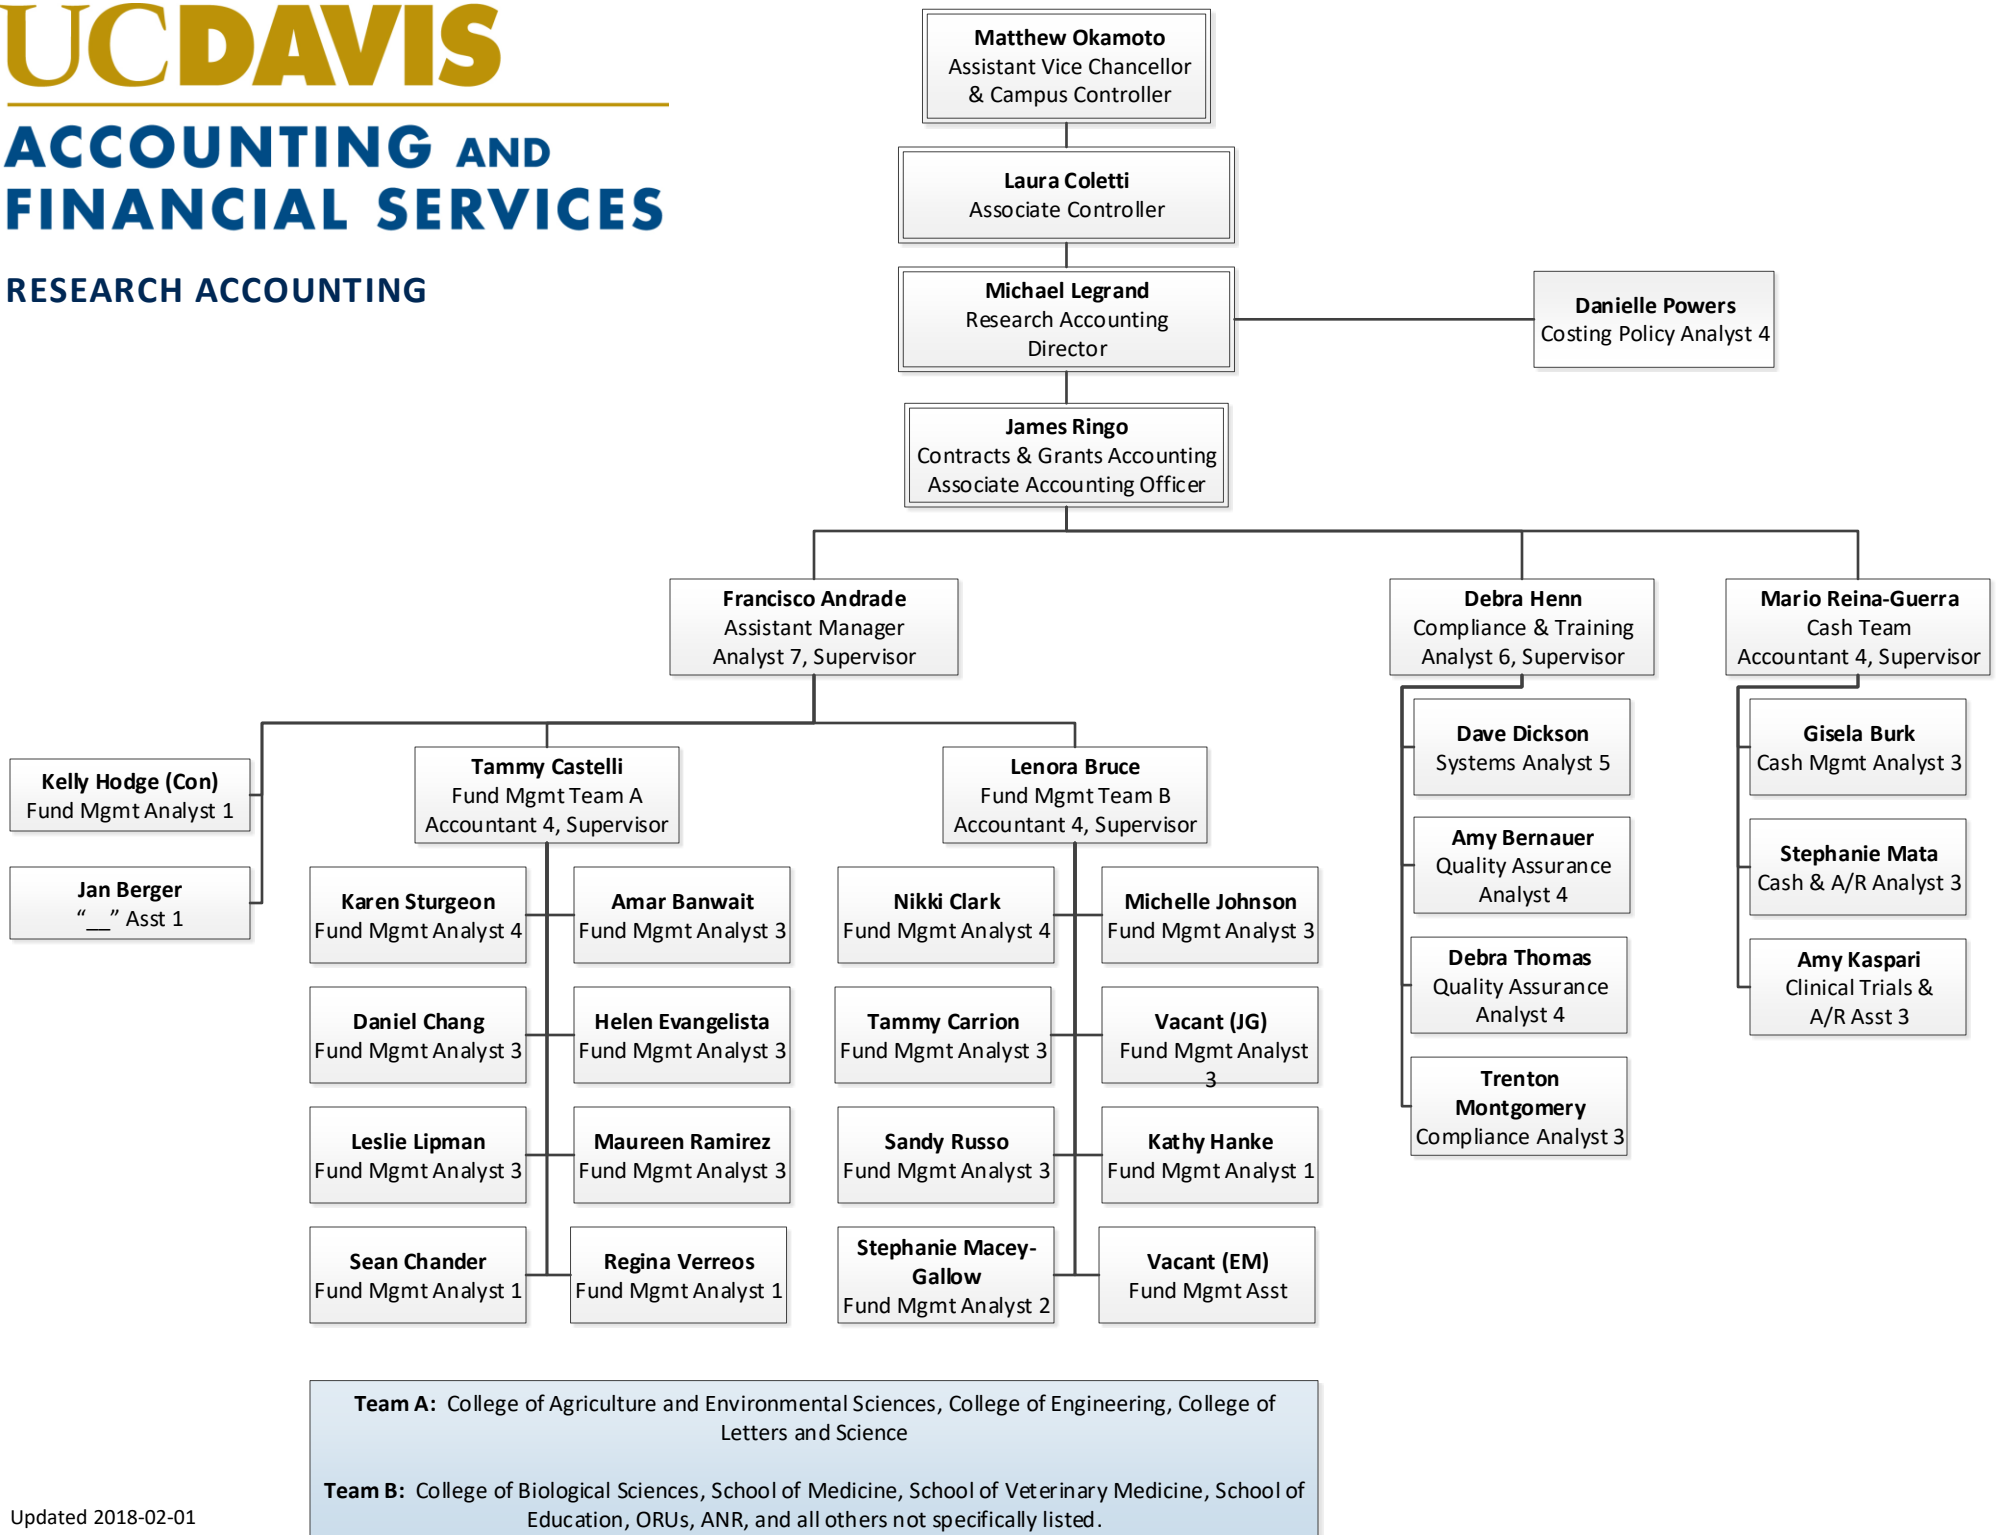 UCDAVIS
ACCOUNTING AND
FINANCIAL SERVICES
RESEARCH ACCOUNTING
Matthew Okamoto
Assistant Vice Chancellor
& Campus Controller
Laura Coletti
Associate Controller
Michael Legrand
Research Accounting
Director
Danielle Powers
Costing Policy Analyst 4
James Ringo
Contracts & Grants Accounting
Associate Accounting Officer
Francisco Andrade
Assistant Manager
Analyst 7, Supervisor
Debra Henn
Compliance & Training
Analyst 6, Supervisor
Mario Reina-Guerra
Cash Team
Accountant 4, Supervisor
Kelly Hodge (Con)
Fund Mgmt Analyst 1
Jan Berger
“__” Asst 1
Tammy Castelli
Fund Mgmt Team A
Accountant 4, Supervisor
Karen Sturgeon
Fund Mgmt Analyst 4
Amar Banwait
Fund Mgmt Analyst 3
Daniel Chang
Fund Mgmt Analyst 3
Helen Evangelista
Fund Mgmt Analyst 3
Leslie Lipman
Fund Mgmt Analyst 3
Maureen Ramirez
Fund Mgmt Analyst 3
Sean Chander
Fund Mgmt Analyst 1
Regina Verreos
Fund Mgmt Analyst 1
Lenora Bruce
Fund Mgmt Team B
Accountant 4, Supervisor
Nikki Clark
Fund Mgmt Analyst 4
Michelle Johnson
Fund Mgmt Analyst 3
Tammy Carrion
Fund Mgmt Analyst 3
Vacant (JG)
Fund Mgmt Analyst
3
Sandy Russo
Fund Mgmt Analyst 3
Kathy Hanke
Fund Mgmt Analyst 1
Stephanie Macey-
Gallow
Fund Mgmt Analyst 2
Vacant (EM)
Fund Mgmt Asst
Dave Dickson
Systems Analyst 5
Amy Bernauer
Quality Assurance
Analyst 4
Debra Thomas
Quality Assurance
Analyst 4
Trenton
Montgomery
Compliance Analyst 3
Gisela Burk
Cash Mgmt Analyst 3
Stephanie Mata
Cash & A/R Analyst 3
Amy Kaspari
Clinical Trials &
A/R Asst 3
Team A: College of Agriculture and Environmental Sciences, College of Engineering, College of
Letters and Science
Team B: College of Biological Sciences, School of Medicine, School of Veterinary Medicine, School of
Education, ORUs, ANR, and all others not specifically listed.
Updated 2018-02-01